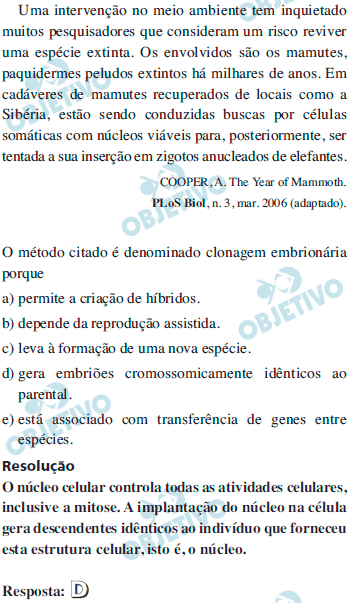 Uma intervenção no meio ambiente tem inquietado
muitos pesquisadores que consideram um risco reviver
uma espécie extinta. Os envolvidos são os mamutes,
paquidermes peludos extintos há milhares de anos. Em
cadáveres de mamutes recuperados de locais como a
Sibéria, estão sendo conduzidas buscas por células
somáticas com núcleos viáveis para, posteriormente, ser
tentada a sua inserção em zigotos anucleados de elefantes.
COOPER, A. The Year of Mammoth.
PLoS Biol, n. 3, mar. 2006 (adaptado).
O método citado é denominado clonagem embrionária
porque
a) permite a criação de híbridos.
b) depende da reprodução assistida.
c) leva à formação de uma nova espécie.
d) gera embriões cromossomicamente idênticos ao
parental.
e) está associado com transferência de genes entre
espécies.
Resolução
O núcleo celular controla todas as atividades celulares,
inclusive a mitose. A implantação do núcleo na célula
gera descendentes idênticos ao indivíduo que forneceu
esta estrutura celular, isto é, o núcleo.
Resposta: D
OBJETIVO
OBJETIVO
OBJETIVO
OBJETIVO
OBJETIVO
OBJETIVO